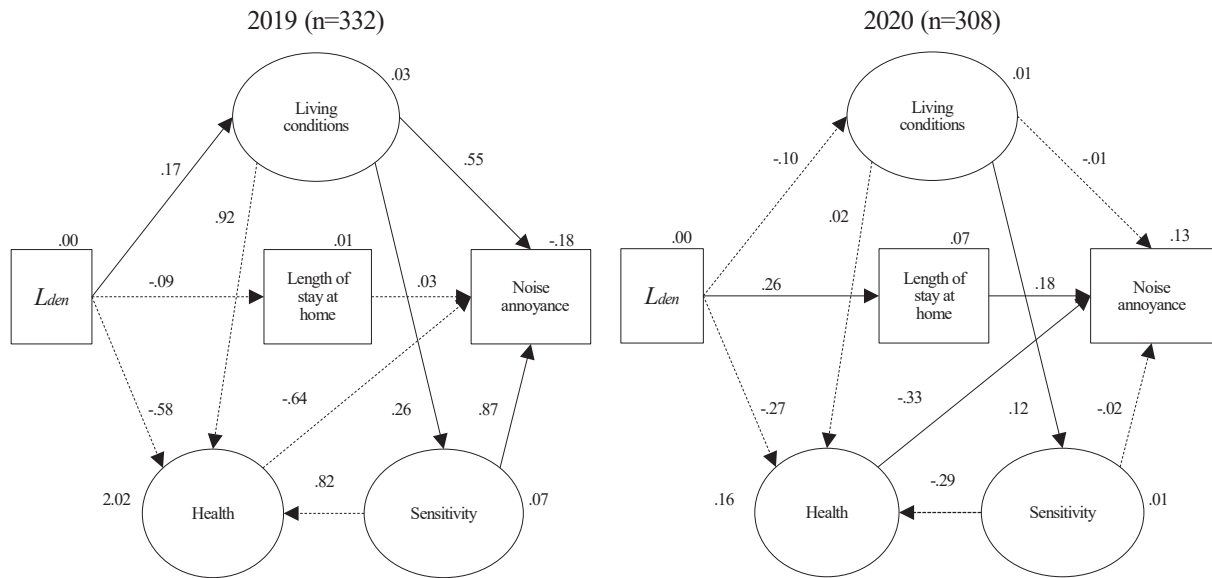 2019 (n=332)
.03
Living
conditions
.17
.55
.92
.00
.01
-.18
Lden
-.09
Length of
stay at
home
.03
Noise
annoyance
-.58
-.64
.26
.87
2.02
Health
.82
Sensitivity
.07
2020 (n=308)
.01
Living
conditions
-.10
-.01
.02
.00
.07
.13
Lden
.26
Length of
stay at
home
.18
Noise
annoyance
-.27
-.33
.12
-.02
.16
Health
-.29
Sensitivity
.01